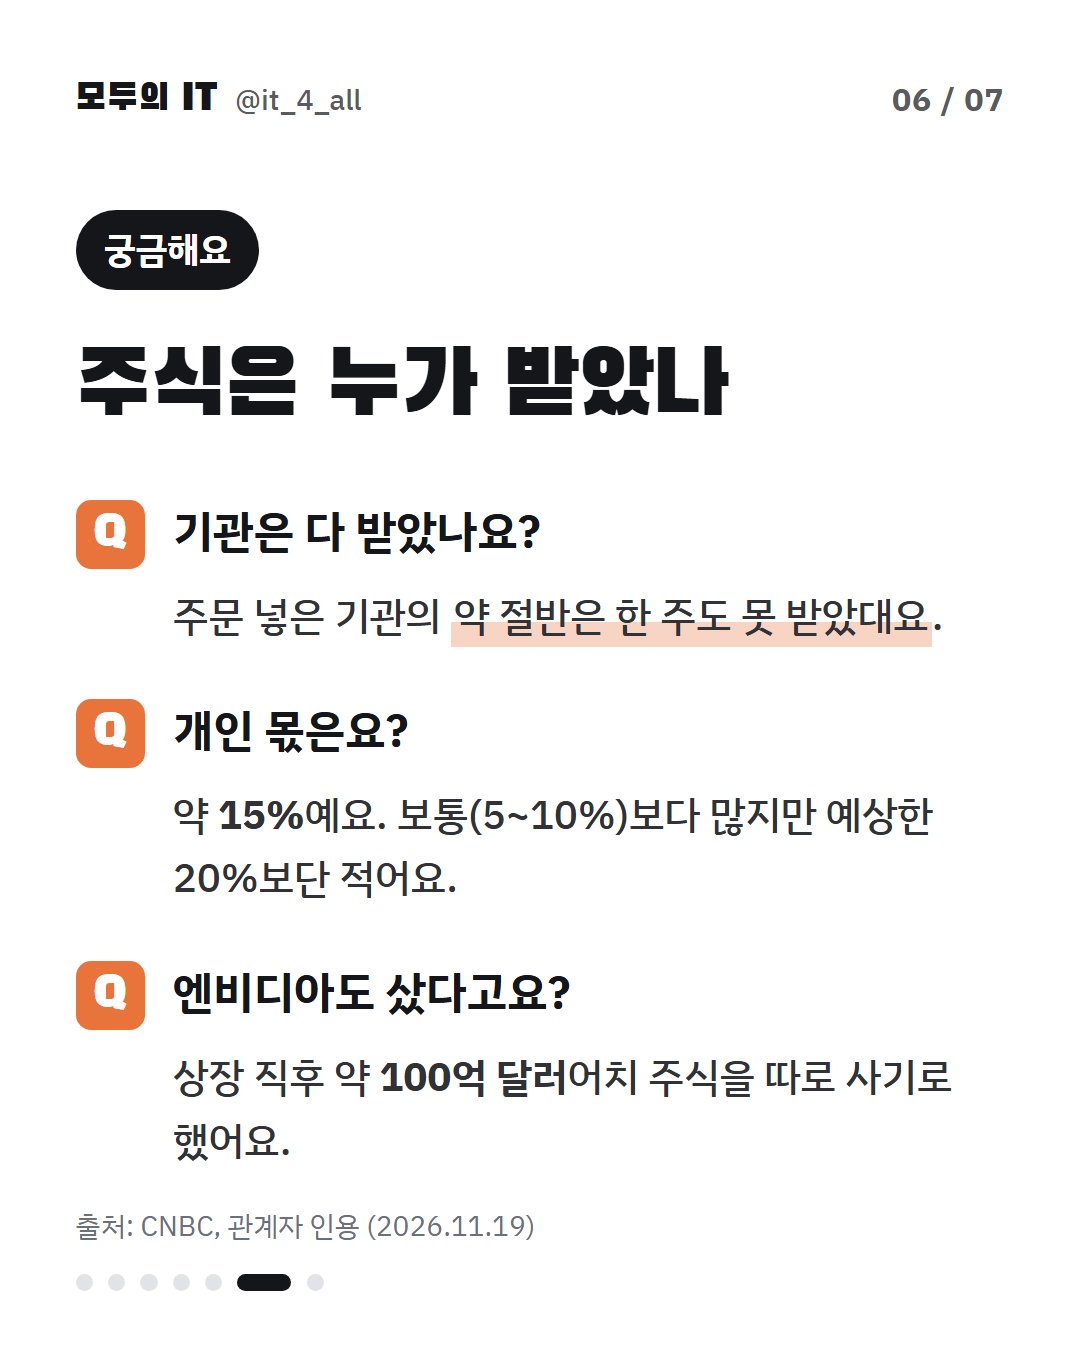 모두의 IT @it_4_all
06 / 07
궁금해요
주식은 누가 받았나
Q 기관은 다 받았나요?
주문 넣은 기관의 약 절반은 한 주도 못 받았대요.
Q 개인 몫은요?
약 15%예요. 보통(5~10%)보다 많지만 예상한
20%보단 적어요.
Q 엔비디아도 샀다고요?
상장 직후 약 100억 달러어치 주식을 따로 사기로
했어요.
출처: CNBC, 관계자 인용 (2026.11.19)